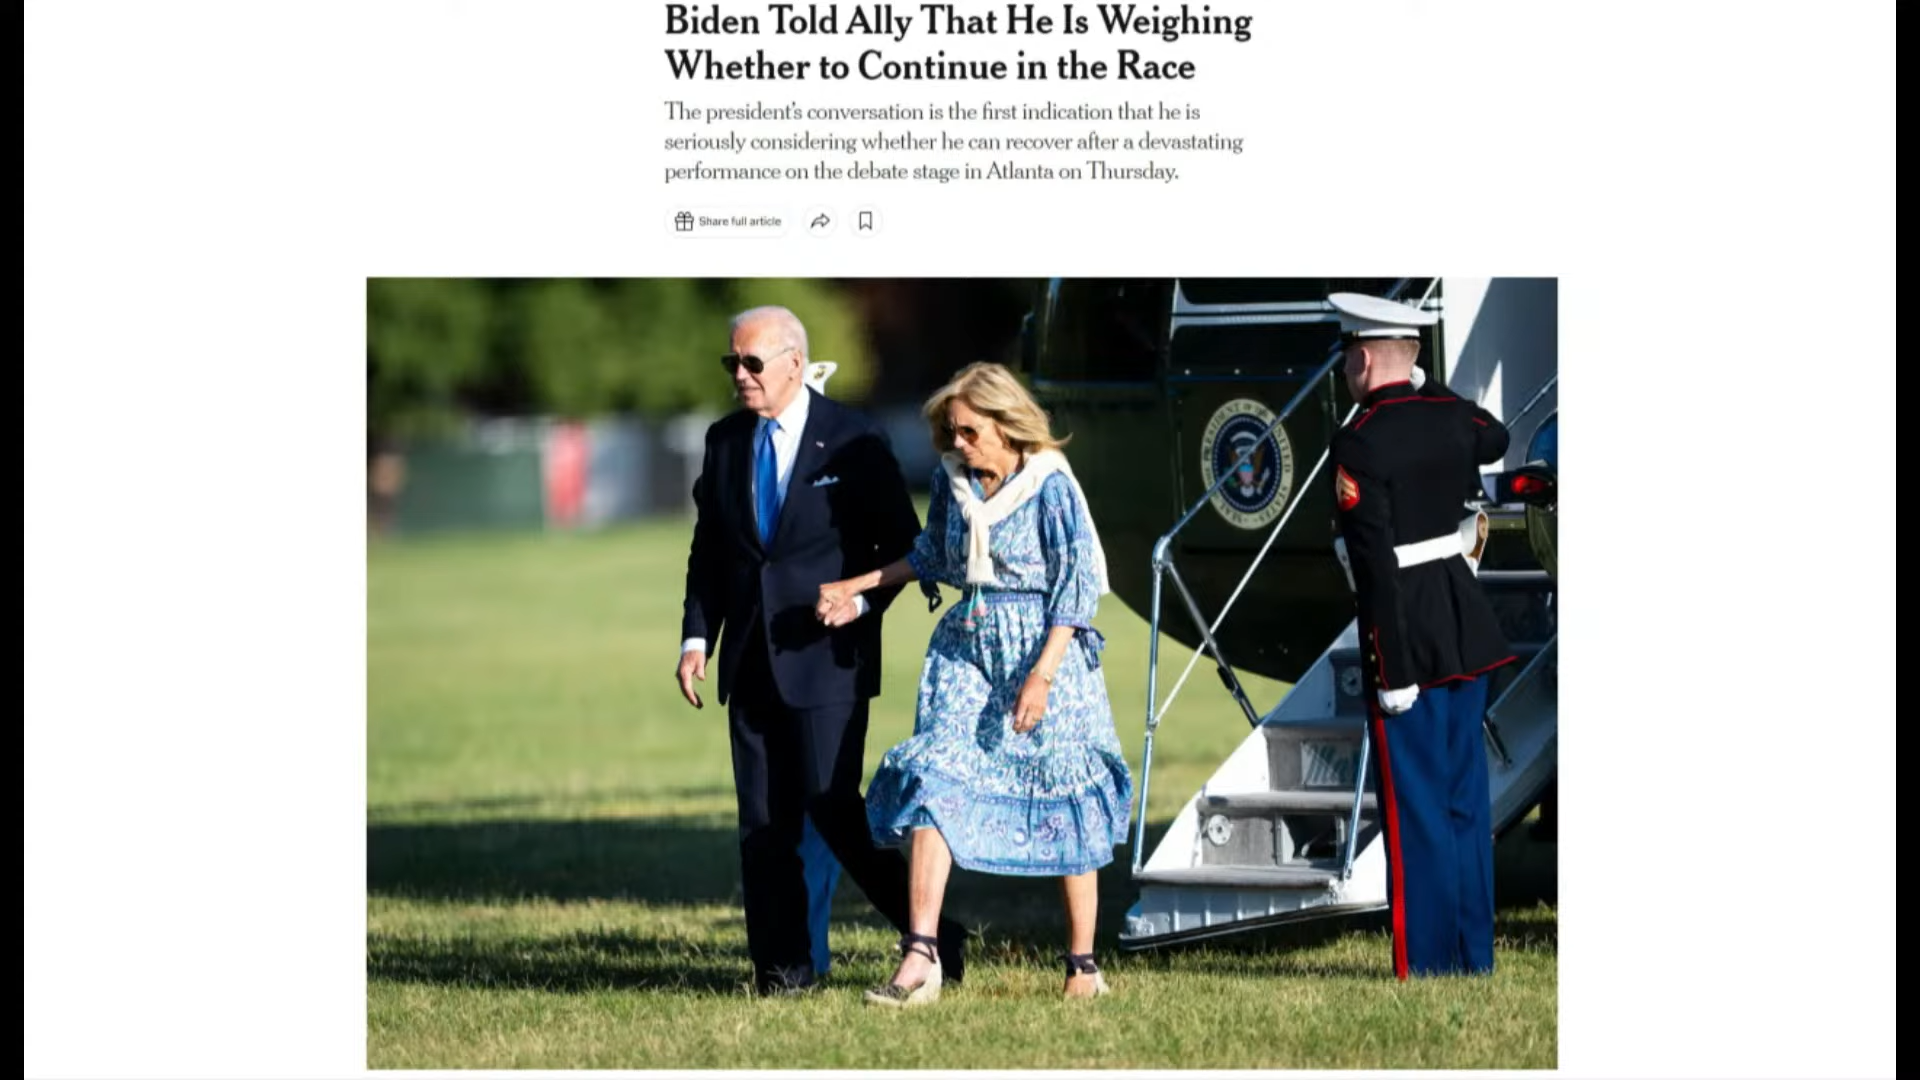 Biden Told Ally That He Is Weighing
Whether to Continue in the Race
The president's conversation is the first indication that he is
seriously considering whether he can recover after a devastating
performance on the debate stage in Atlanta on Thursday.
Share full article